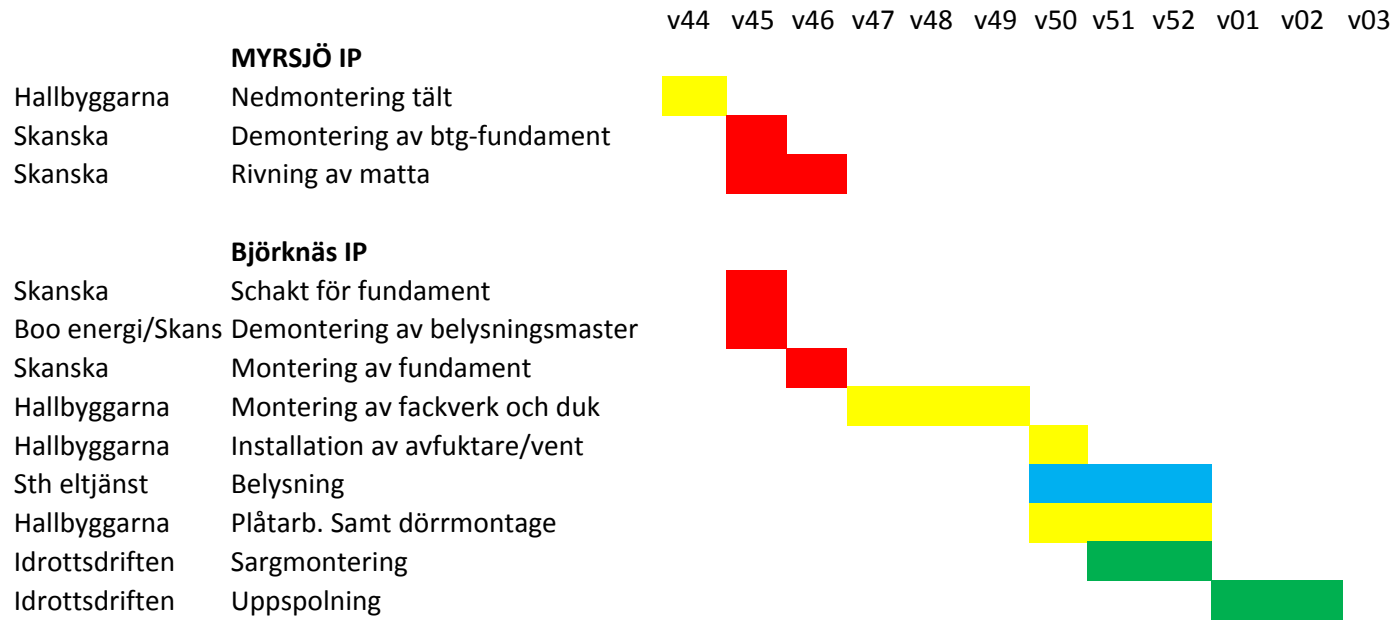 v44 v45 v46 v47 v48 v49 v50 v51 v52 v01 v02 v03
MYRSJÖ IP
Hallbyggarna Nedmontering tält
Skanska Demontering av btg-fundament
Skanska Rivning av matta
Björknäs IP
Skanska Schakt för fundament
Boo energi/Skans Demontering av belysningsmaster
Skanska Montering av fundament
Hallbyggarna Montering av fackverk och duk
Hallbyggarna Installation av avfuktare/vent
Sth eltjänst Belysning
Hallbyggarna Plåtarb. Samt dörrmontage
Idrottsdriften Sargmontering
Idrottsdriften Uppspolning